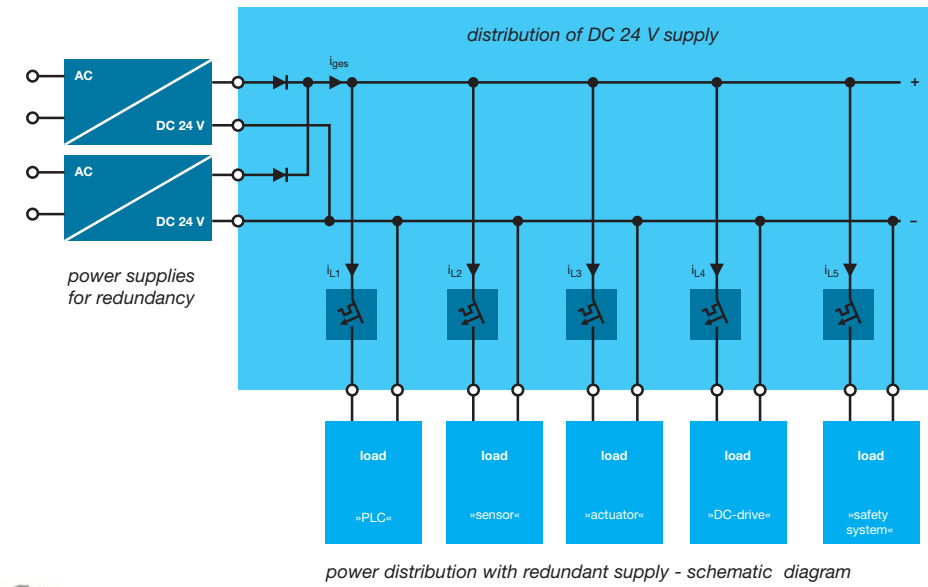 distribution of DC 24 V supply
iges
AC
DC 24 V
+
AC
DC 24 V
–
power supplies
for redundancy
iL1
iL2
iL3
iL4
iL5
load
»PLC«
load
»sensor«
load
»actuator«
load
»DC-drive«
load
»safety
system«
power distribution with redundant supply - schematic diagram